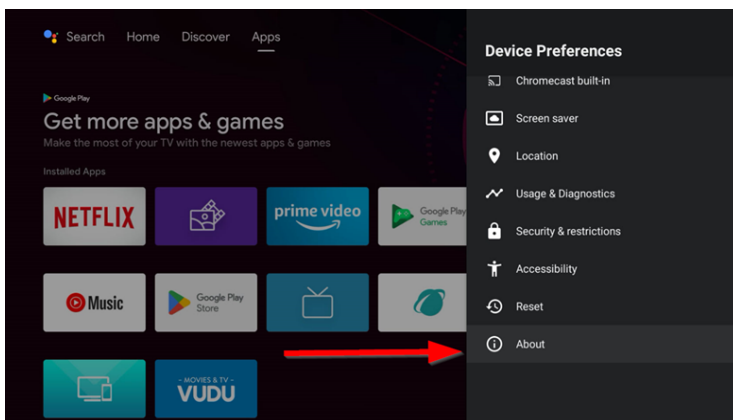 Search Home Discover Apps
Google Play
Get more apps & games
Make the most of your TV with the newest apps & games
Installed Apps
NETFLIX
prime video
Google Play
Games
Music
Google Play
Store
- MOVIES & TV -
VUDU
Device Preferences
Chromecast built-in
Screen saver
Location
Usage & Diagnostics
Security & restrictions
Accessibility
Reset
About